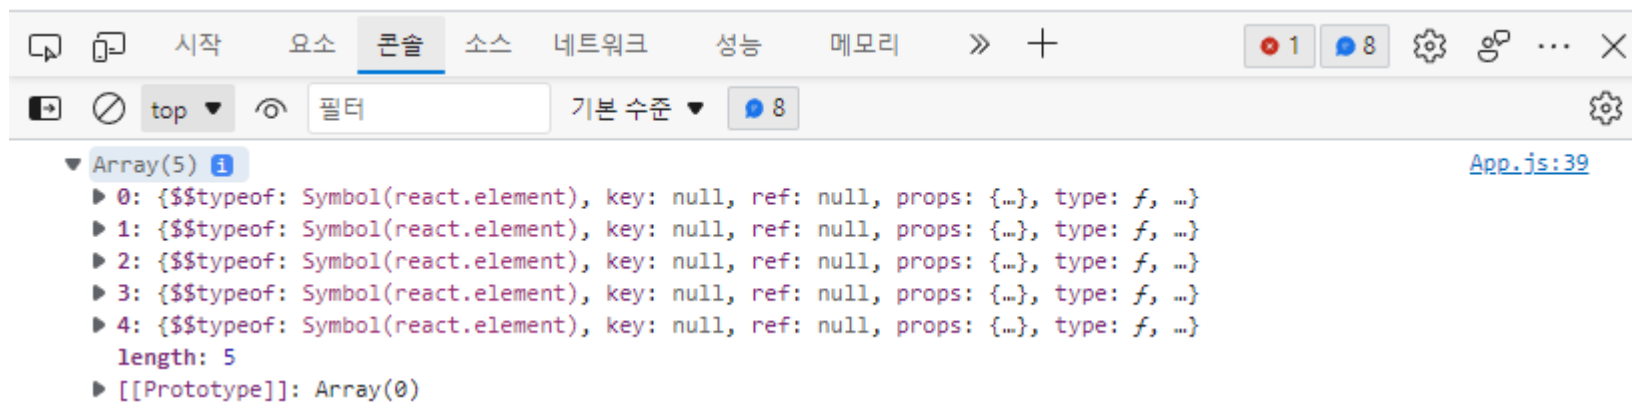 시작 요소 콘솔 소스 네트워크 성능 메모리 1 8
top 필터 기본 수준 8
Array(5) i App.js:39
0: {$$typeof: Symbol(react.element), key: null, ref: null, props: {…}, type: ƒ, …}
1: {$$typeof: Symbol(react.element), key: null, ref: null, props: {…}, type: ƒ, …}
2: {$$typeof: Symbol(react.element), key: null, ref: null, props: {…}, type: ƒ, …}
3: {$$typeof: Symbol(react.element), key: null, ref: null, props: {…}, type: ƒ, …}
4: {$$typeof: Symbol(react.element), key: null, ref: null, props: {…}, type: ƒ, …}
length: 5
[[Prototype]]: Array(0)